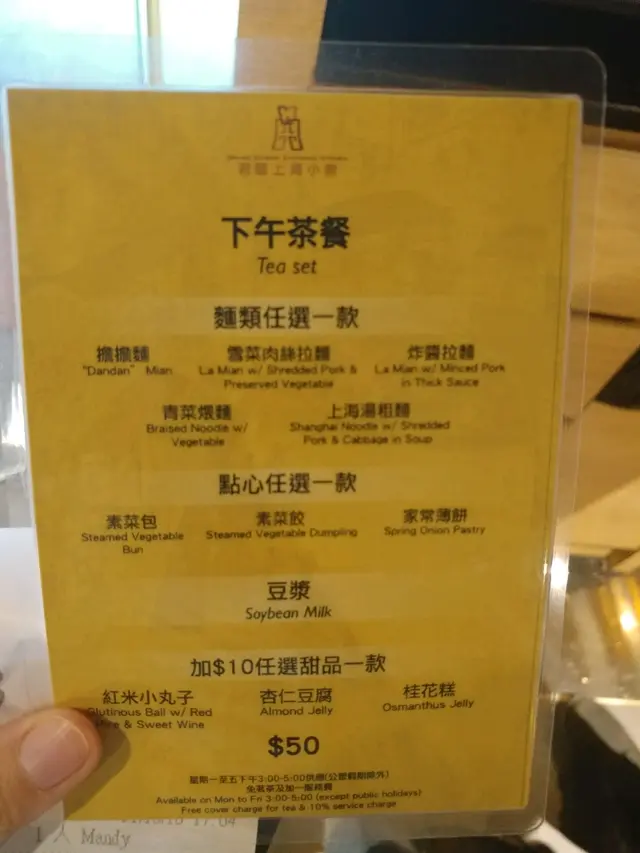 下午茶餐
Tea set
麵類任選一款
擔擔麵 雪菜肉絲拉麵 炸醬拉麵
"Dandan" Mian La Mian w/ Shredded Pork & La Mian w/ Minced Pork
Preserved Vegetable in Thick Sauce
青菜煨麵 上海湯粗麵
Braised Noodle w/ Shanghai Noodle w/ Shredded
Vegetable Pork & Cabbage in Soup
點心任選一款
素菜包 素菜餃 家常薄餅
Steamed Vegetable Steamed Vegetable Dumpling Spring Onion Pastry
Bun
豆漿
Soybean Milk
加$10任選甜品一款
紅米小丸子 杏仁豆腐 桂花糕
Glutinous Ball w/ Red Almond Jelly Osmanthus Jelly
& Sweet Wine
$50
星期一至五下午3:00-5:00供應(公眾假期除外)
免茗茶及加一服務費
Available on Mon to Fri 3:00-5:00 (except public holidays)
Free cover charge for tea & 10% service charge
17:04
人 Mandy